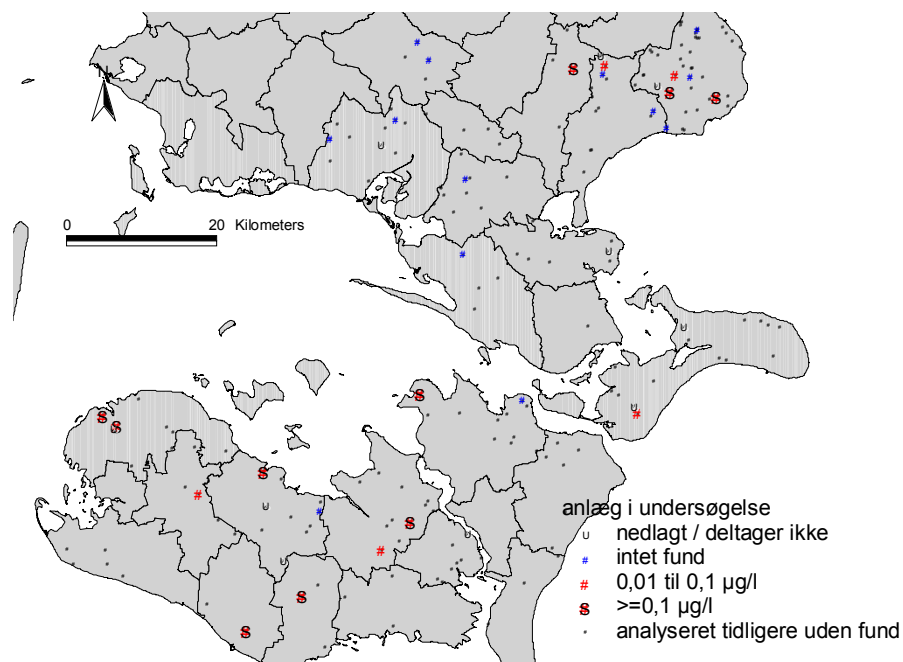 0 20 Kilometers
anlæg i undersøgelse
U nedlagt / deltager ikke
# intet fund
# 0,01 til 0,1 µg/l
S >=0,1 µg/l
analyseret tidligere uden fund